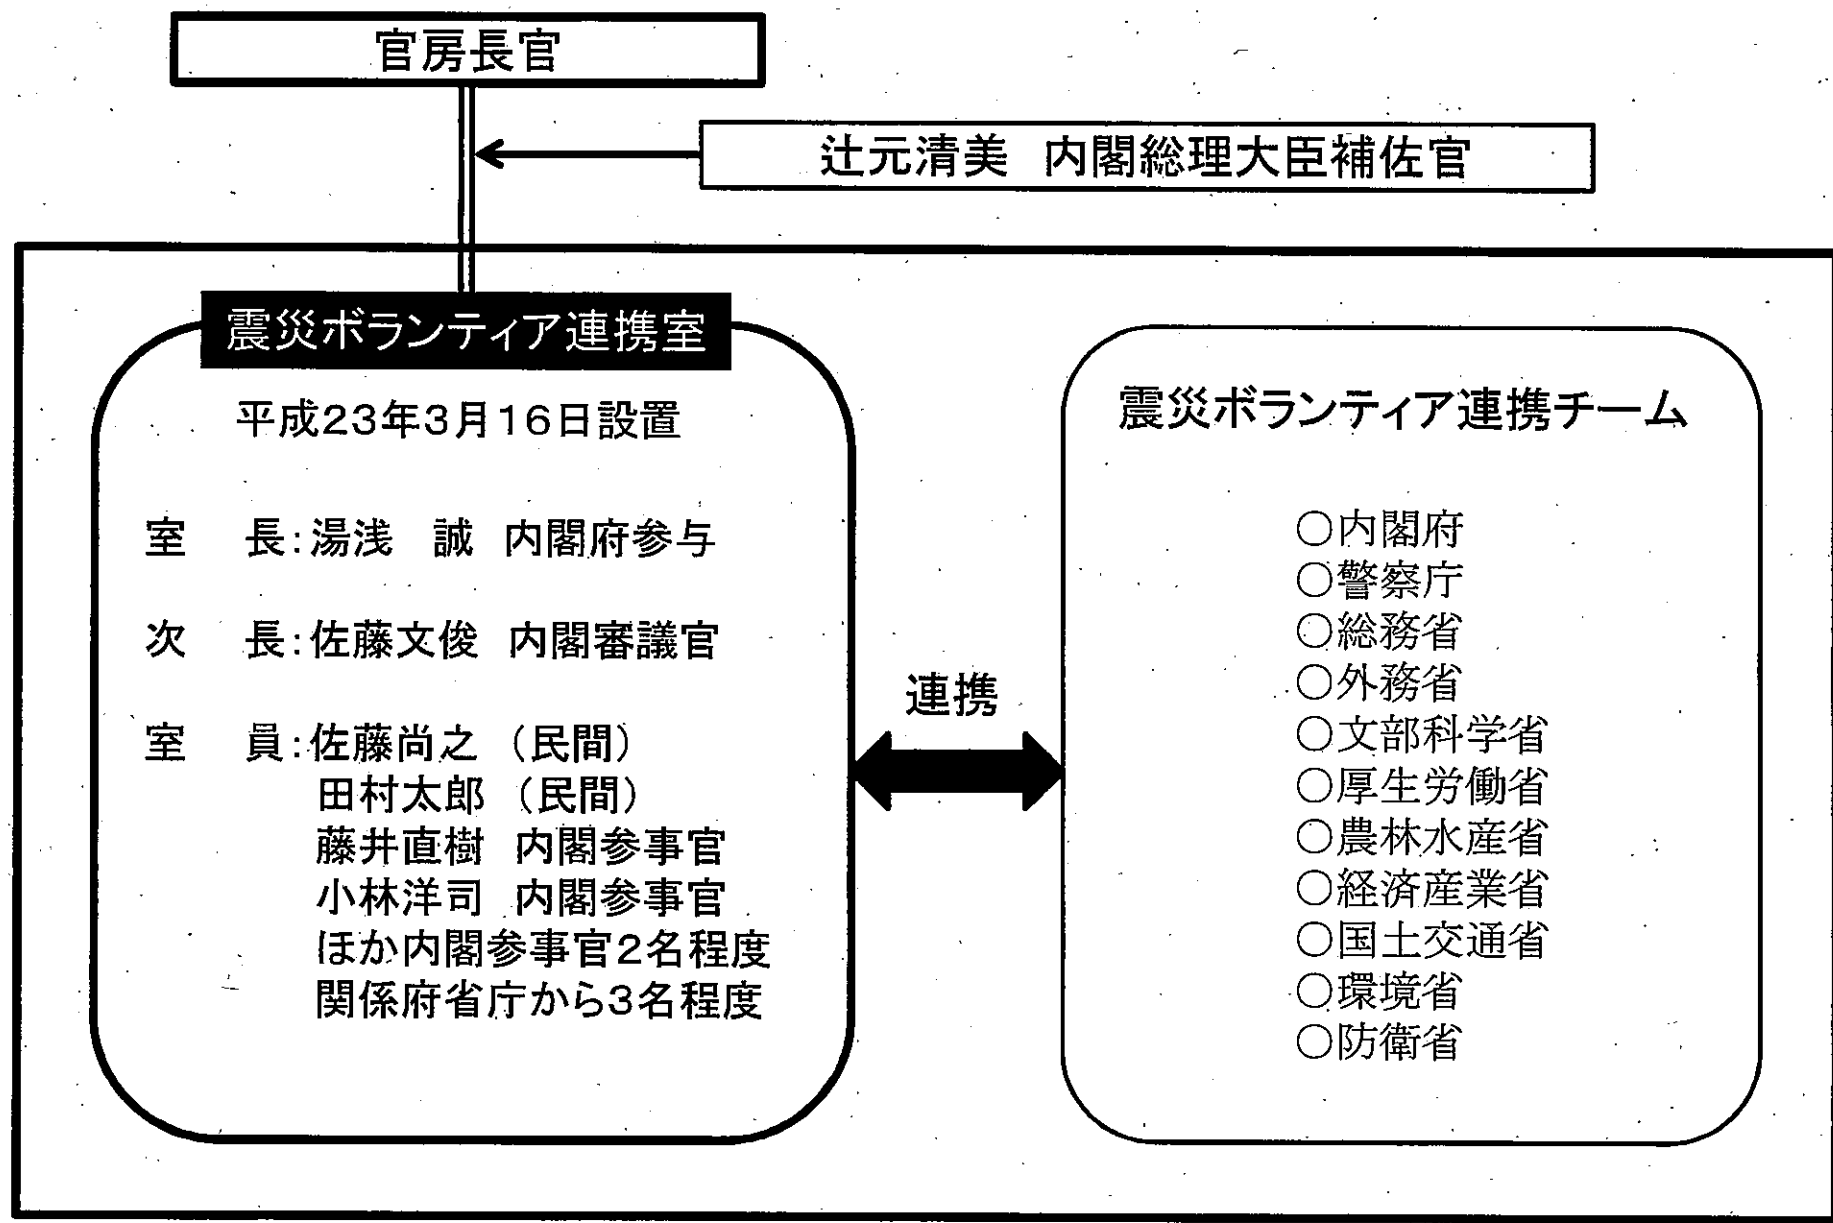 官房長官
辻元清美 内閣総理大臣補佐官
震災ボランティア連携室
平成23年3月16日設置
室 長:湯浅 誠 内閣府参与
次 長:佐藤文俊 内閣審議官
室 員:佐藤尚之 (民間)
田村太郎 (民間)
藤井直樹 内閣参事官
小林洋司 内閣参事官
ほか内閣参事官2名程度
関係府省庁から3名程度
連携
震災ボランティア連携チーム
○内閣府
○警察庁
○総務省
○外務省
○文部科学省
○厚生労働省
○農林水産省
○経済産業省
○国土交通省
○環境省
○防衛省